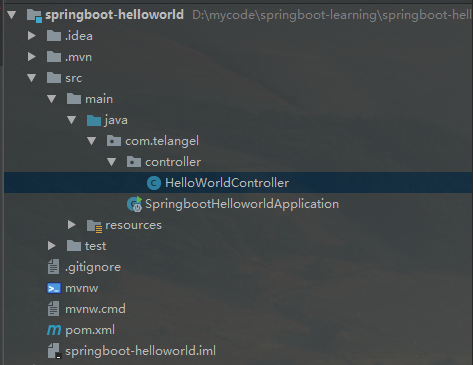 springboot-helloworld D:\mycode\springboot-learning\springboot-hell
.idea
.mvn
src
main
java
com.telangel
controller
HelloWorldController
SpringbootHelloworldApplication
resources
test
.gitignore
mvnw
mvnw.cmd
pom.xml
springboot-helloworld.iml